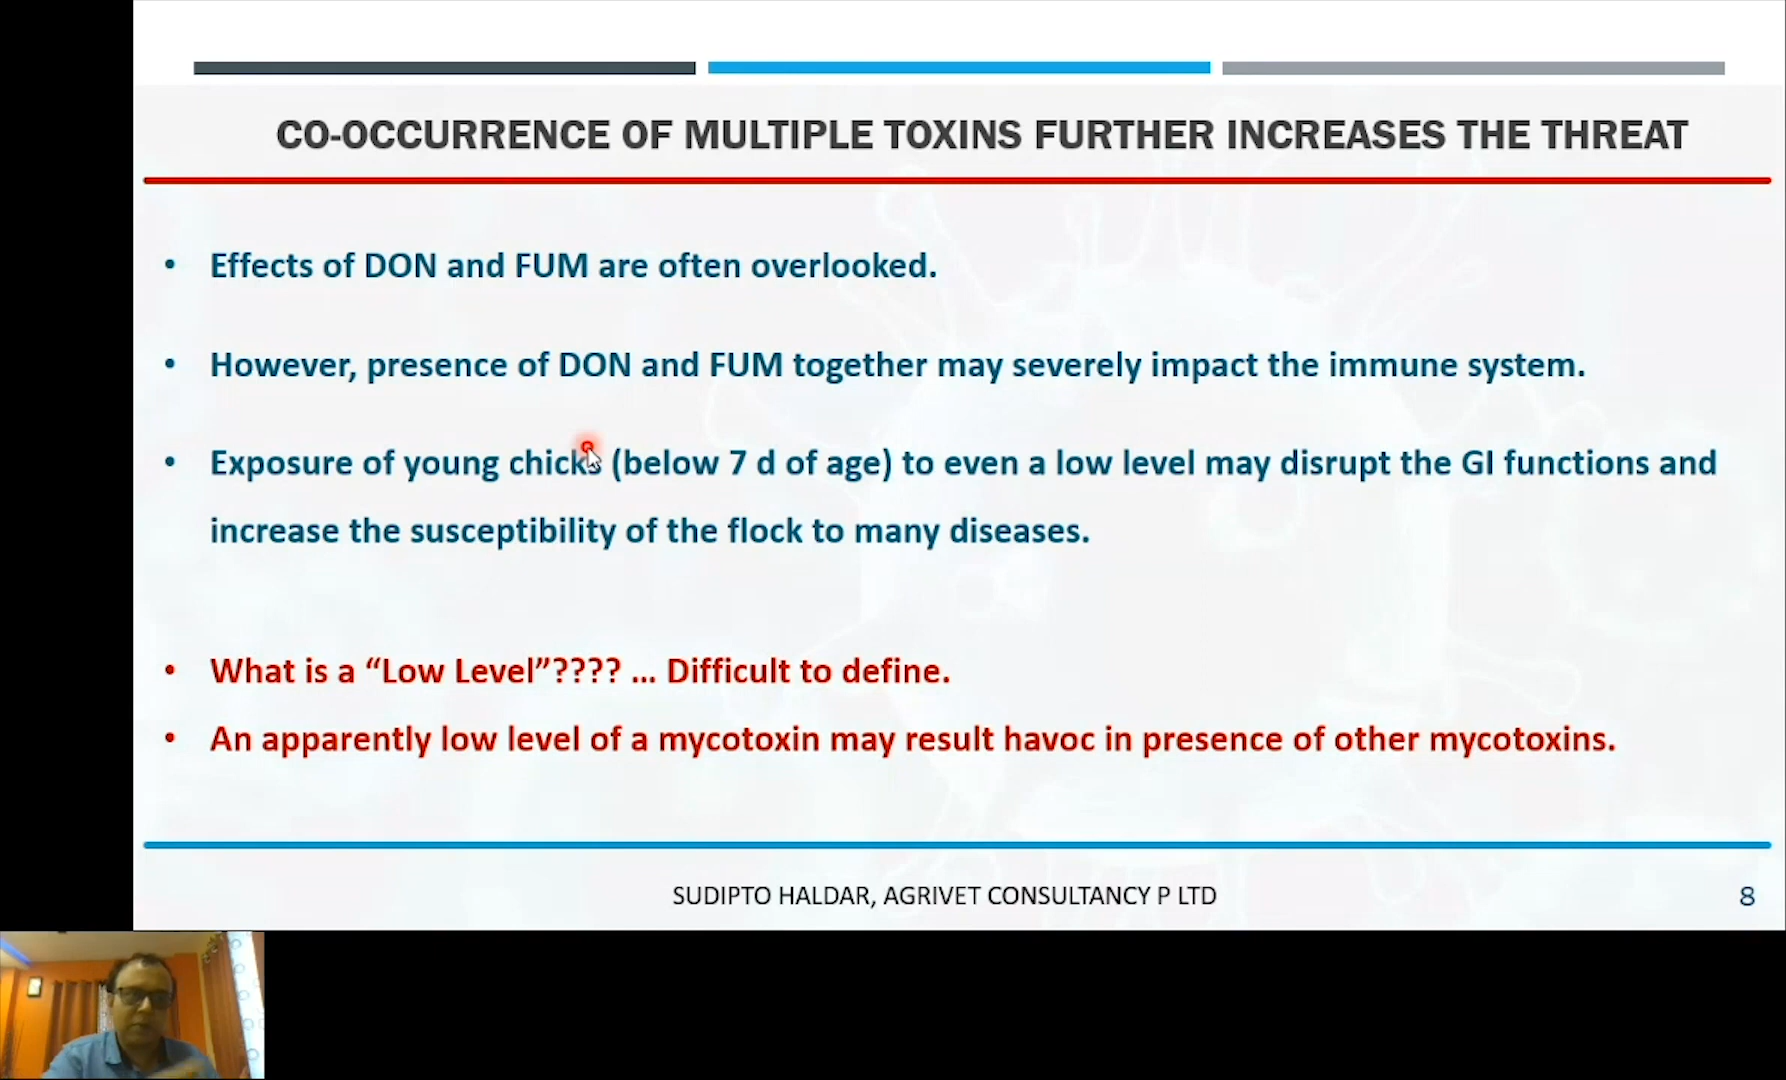 CO-OCCURRENCE OF MULTIPLE TOXINS FURTHER INCREASES THE THREAT
• Effects of DON and FUM are often overlooked.
• However, presence of DON and FUM together may severely impact the immune system.
• Exposure of young chicks (below 7 d of age) to even a low level may disrupt the GI functions and
increase the susceptibility of the flock to many diseases.
• What is a “Low Level”???? ... Difficult to define.
• An apparently low level of a mycotoxin may result havoc in presence of other mycotoxins.
SUDIPTO HALDAR, AGRIVET CONSULTANCY P LTD
8